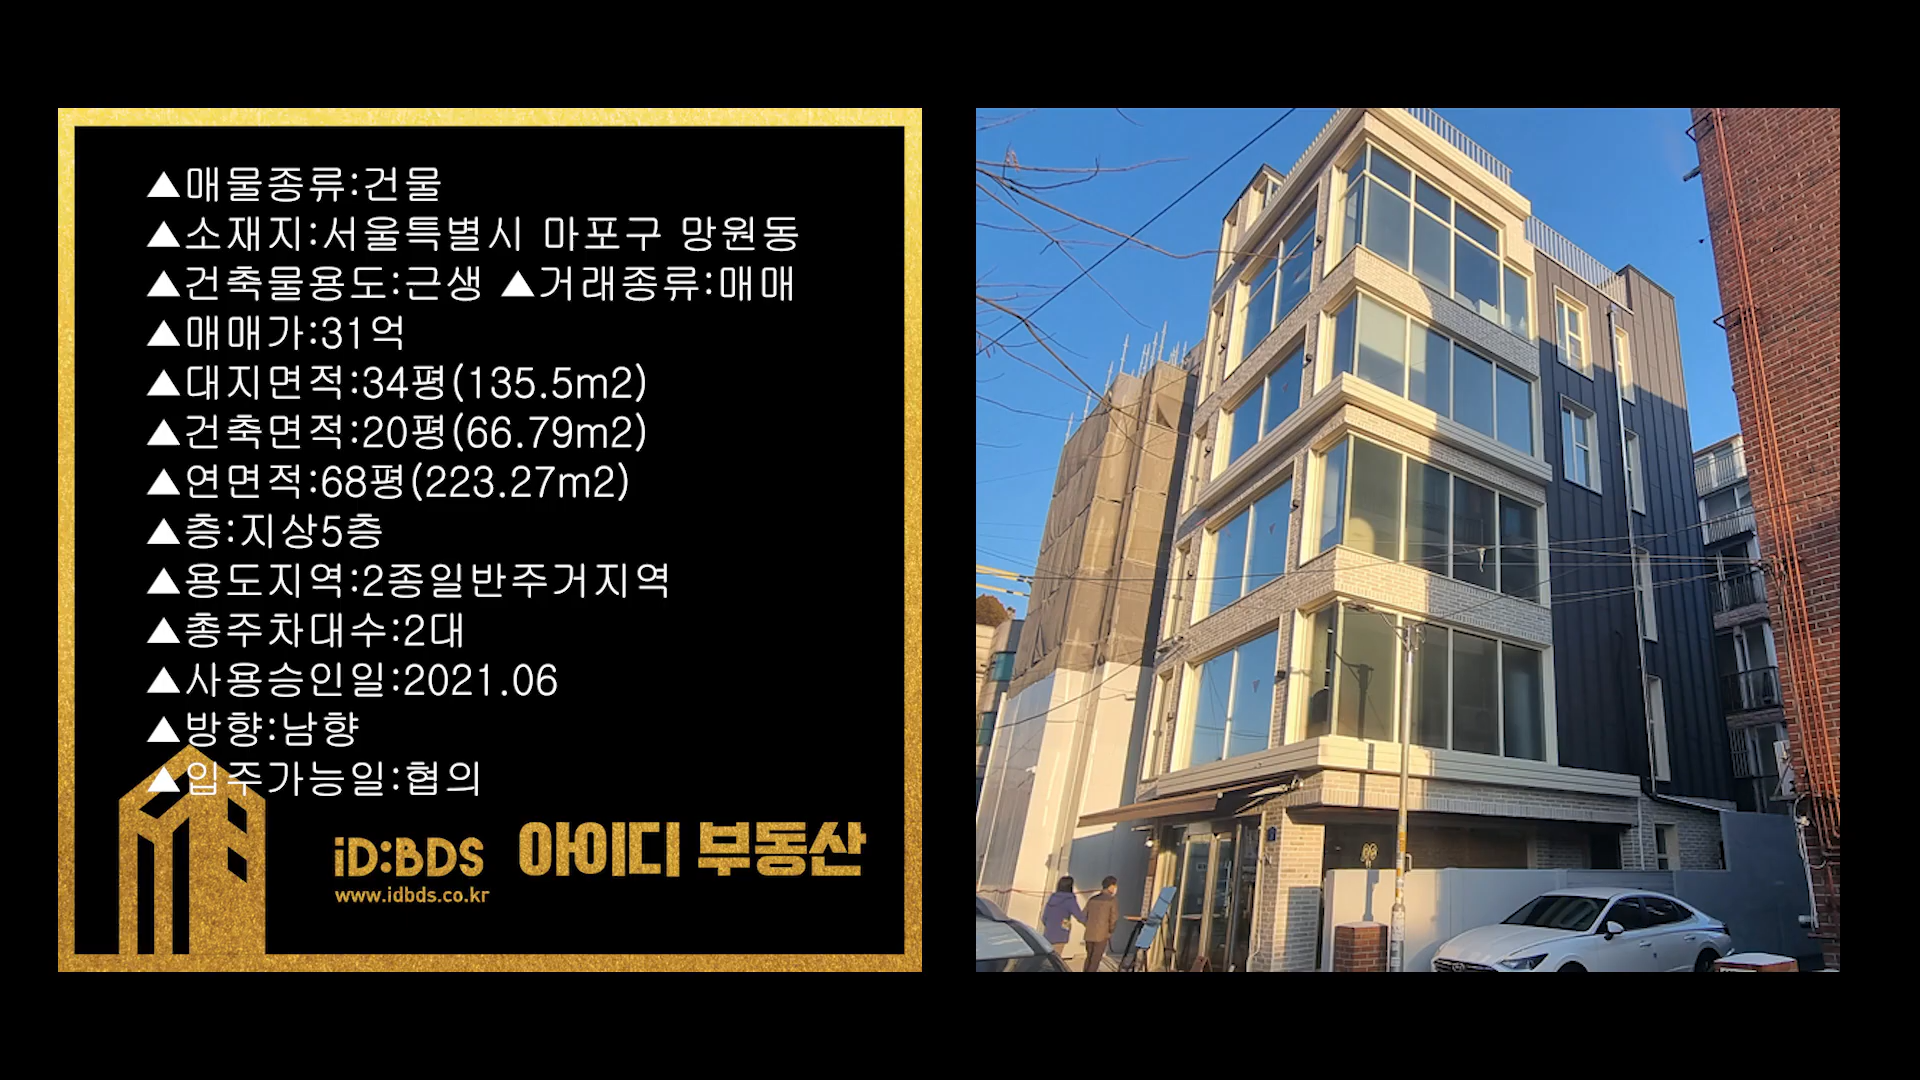 ▲매물종류:건물
▲소재지:서울특별시 마포구 망원동
▲건축물용도:근생 ▲거래종류:매매
▲매매가:31억
▲대지면적:34평(135.5m2)
▲건축면적:20평(66.79m2)
▲연면적:68평(223.27m2)
▲층:지상5층
▲용도지역:2종일반주거지역
▲총주차대수:2대
▲사용승인일:2021.06
▲방향:남향
▲입주가능일:협의
iD:BDS 아이디 부동산
www.idbds.co.kr